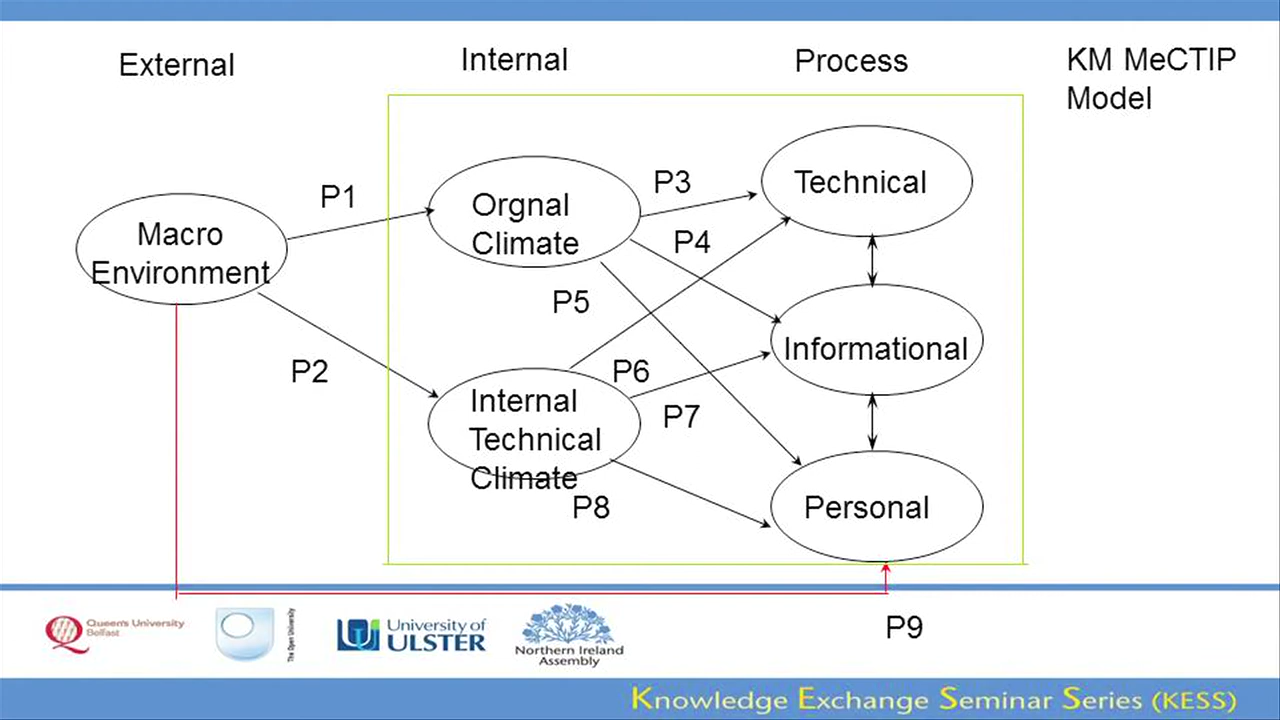 External
Internal
Process
KM MeCTIP
Model
Macro
Environment
P1
P2
Orgnal
Climate
P3
P4
P5
Internal
Technical
Climate
P6
P7
P8
Technical
Informational
Personal
P9
Queen's University
Belfast
The Open University
University of
ULSTER
Northern Ireland
Assembly
Knowledge Exchange Seminar Series (KESS)